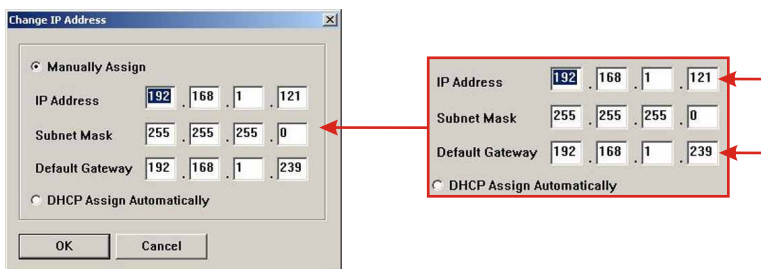 Change IP Address
Manually Assign
IP Address 192 . 168 . 1 . 121
Subnet Mask 255 . 255 . 255 . 0
Default Gateway 192 . 168 . 1 . 239
DHCP Assign Automatically
OK Cancel
IP Address 192 . 168 . 1 . 121
Subnet Mask 255 . 255 . 255 . 0
Default Gateway 192 . 168 . 1 . 239
DHCP Assign Automatically